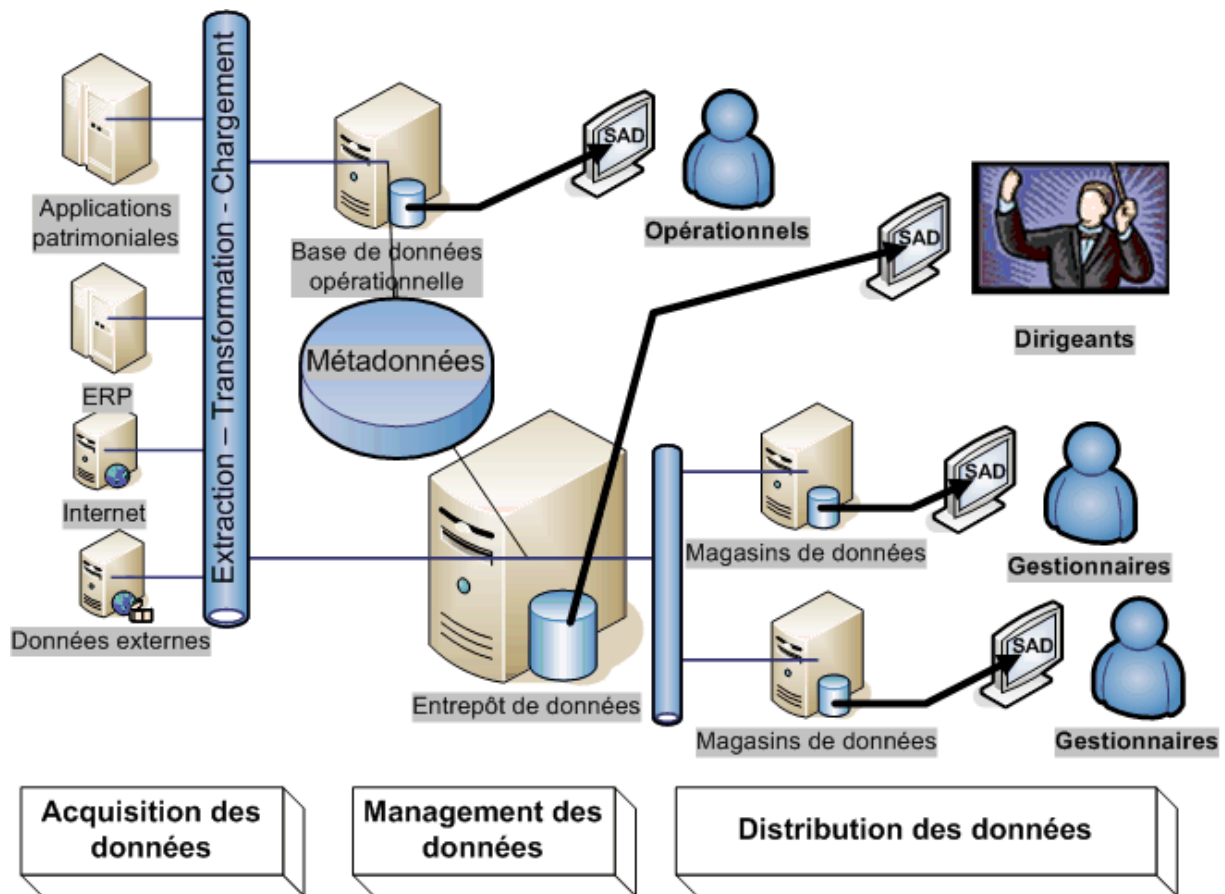 Applications
patrimoniales
ERP
Internet
Données externes
Extraction – Transformation - Chargement
Base de données
opérationnelle
SAD
Opérationnels
SAD
Dirigeants
Métadonnées
Entrepôt de données
Magasins de données
SAD
Gestionnaires
Magasins de données
SAD
Gestionnaires
Acquisition des
données
Management des
données
Distribution des données